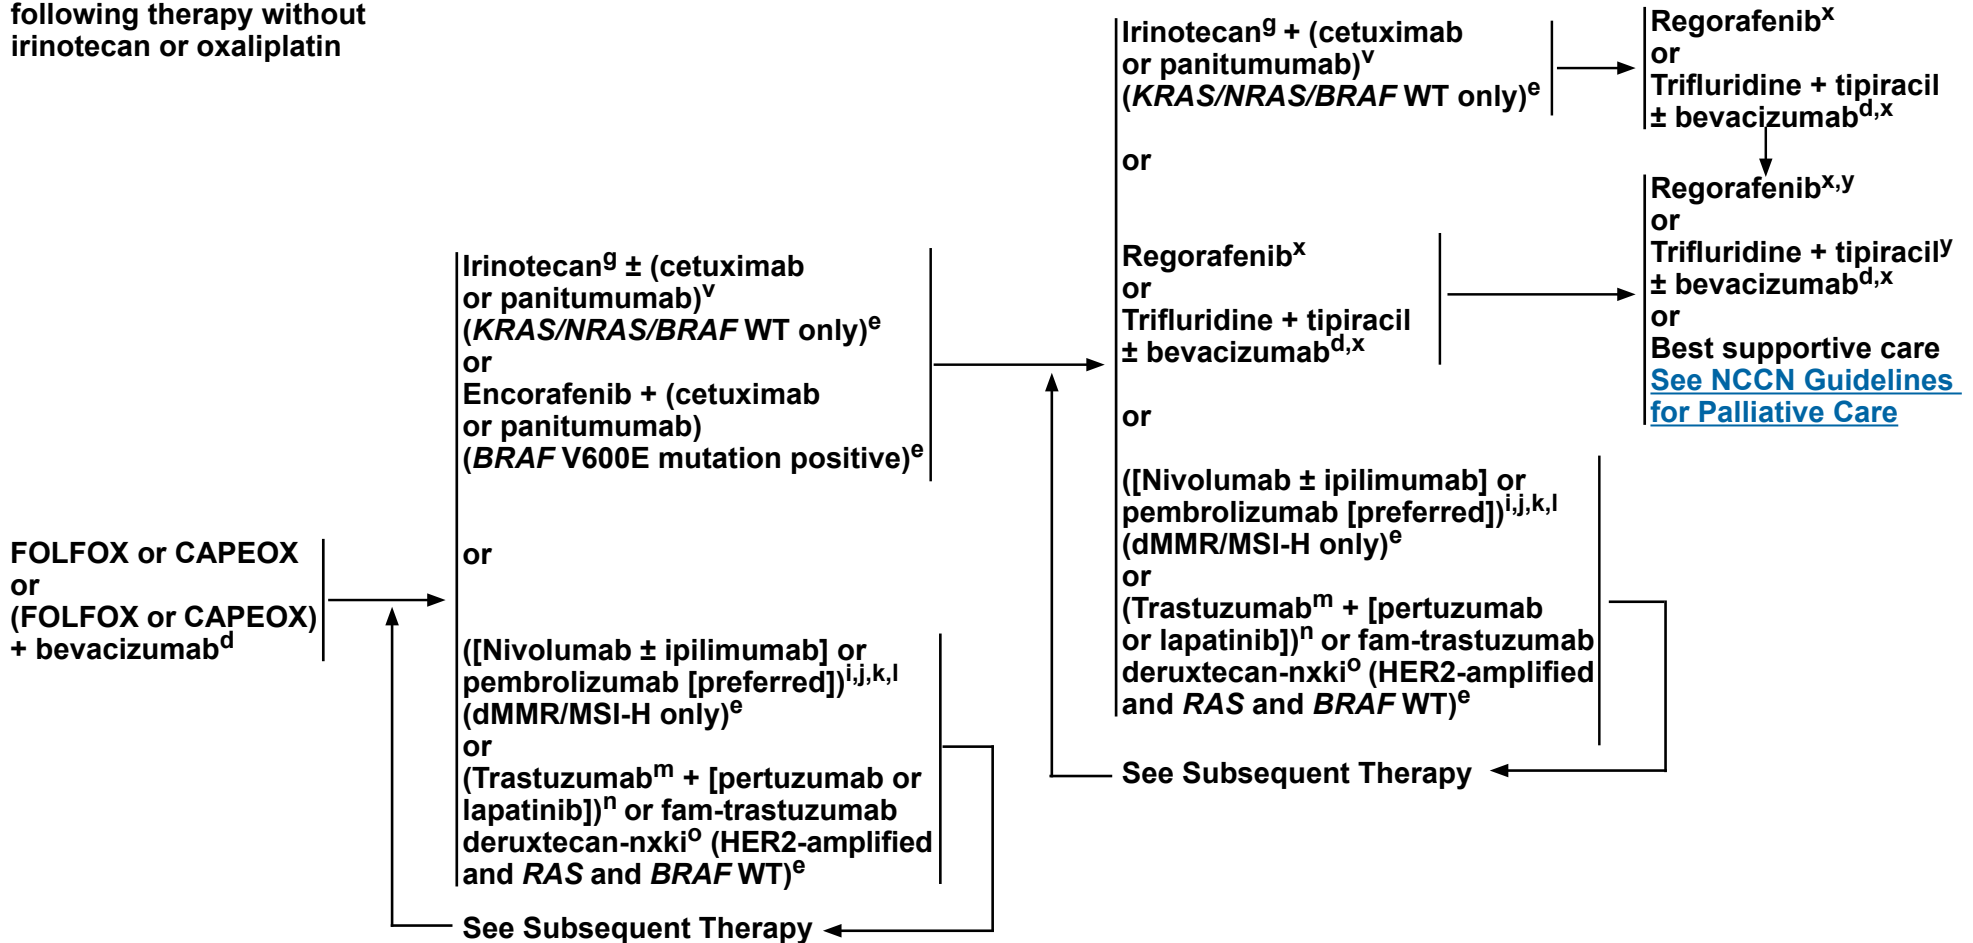 following therapy without
irinotecan or oxaliplatin
FOLFOX or CAPEOX
or
(FOLFOX or CAPEOX)
+ bevacizumabᵈ
Irinotecanᵍ ± (cetuximab
or panitumumab)ᵛ
(KRAS/NRAS/BRAF WT only)ᵉ
or
Encorafenib + (cetuximab
or panitumumab)
(BRAF V600E mutation positive)ᵉ
or
([Nivolumab ± ipilimumab] or
pembrolizumab [preferred])ⁱ,ʲ,ᵏ,ˡ
(dMMR/MSI-H only)ᵉ
or
(Trastuzumabᵐ + [pertuzumab or
lapatinib])ⁿ or fam-trastuzumab
deruxtecan-nxkiᵒ (HER2-amplified
and RAS and BRAF WT)ᵉ
See Subsequent Therapy
Irinotecanᵍ + (cetuximab
or panitumumab)ᵛ
(KRAS/NRAS/BRAF WT only)ᵉ
or
Regorafenibˣ
or
Trifluridine + tipiracil
± bevacizumabᵈ,ˣ
or
([Nivolumab ± ipilimumab] or
pembrolizumab [preferred])ⁱ,ʲ,ᵏ,ˡ
(dMMR/MSI-H only)ᵉ
or
(Trastuzumabᵐ + [pertuzumab
or lapatinib])ⁿ or fam-trastuzumab
deruxtecan-nxkiᵒ (HER2-amplified
and RAS and BRAF WT)ᵉ
See Subsequent Therapy
Regorafenibˣ
or
Trifluridine + tipiracil
± bevacizumabᵈ,ˣ
Regorafenibˣ,ʸ
or
Trifluridine + tipiracilʸ
± bevacizumabᵈ,ˣ
or
Best supportive care
See NCCN Guidelines
for Palliative Care